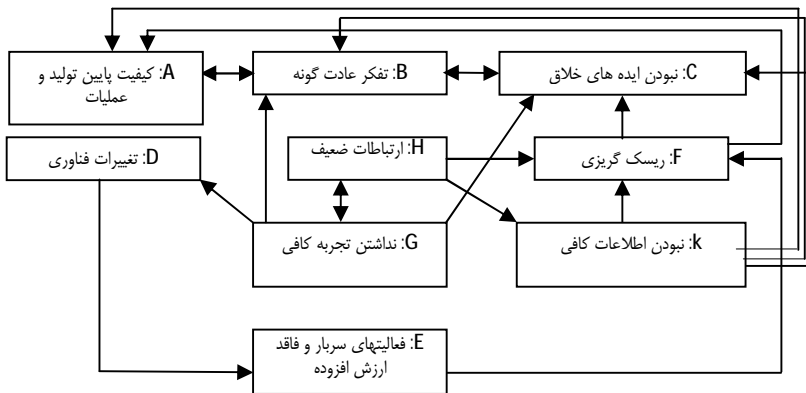 A: کیفیت پایین تولید و
عملیات
B: تفکر عادت گونه
C: نبودن ایده های خلاق
D: تغییرات فناوری
H: ارتباطات ضعیف
F: ریسک گریزی
G: نداشتن تجربه کافی
k: نبودن اطلاعات کافی
E: فعالیتهای سربار و فاقد
ارزش افزوده